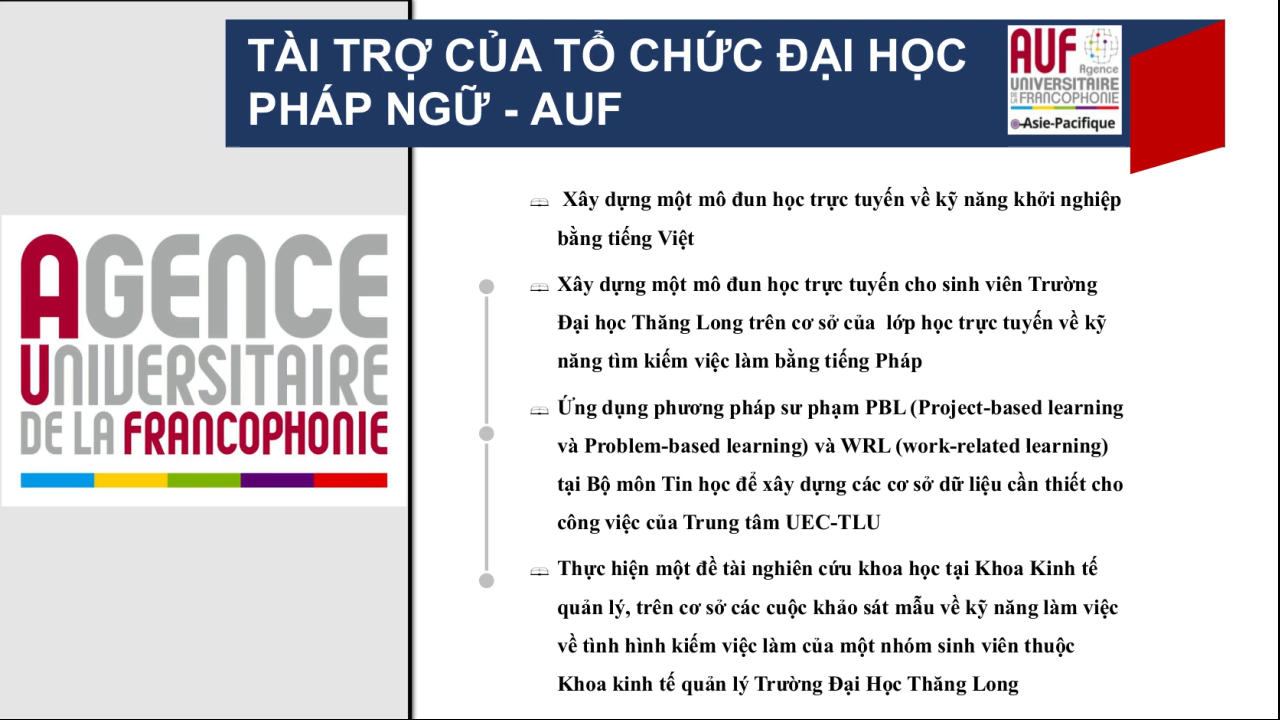 TÀI TRỢ CỦA TỔ CHỨC ĐẠI HỌC
PHÁP NGỮ - AUF
AUF
Agence
UNIVERSITAIRE
DE LA FRANCOPHONIE
Asie-Pacifique
AGENCE
UNIVERSITAIRE
DE LA FRANCOPHONIE
Xây dựng một mô đun học trực tuyến về kỹ năng khởi nghiệp
bằng tiếng Việt
Xây dựng một mô đun học trực tuyến cho sinh viên Trường
Đại học Thăng Long trên cơ sở của lớp học trực tuyến về kỹ
năng tìm kiếm việc làm bằng tiếng Pháp
Ứng dụng phương pháp sư phạm PBL (Project-based learning
và Problem-based learning) và WRL (work-related learning)
tại Bộ môn Tin học để xây dựng các cơ sở dữ liệu cần thiết cho
công việc của Trung tâm UEC-TLU
Thực hiện một đề tài nghiên cứu khoa học tại Khoa Kinh tế
quản lý, trên cơ sở các cuộc khảo sát mẫu về kỹ năng làm việc
về tình hình kiếm việc làm của một nhóm sinh viên thuộc
Khoa kinh tế quản lý Trường Đại Học Thăng Long